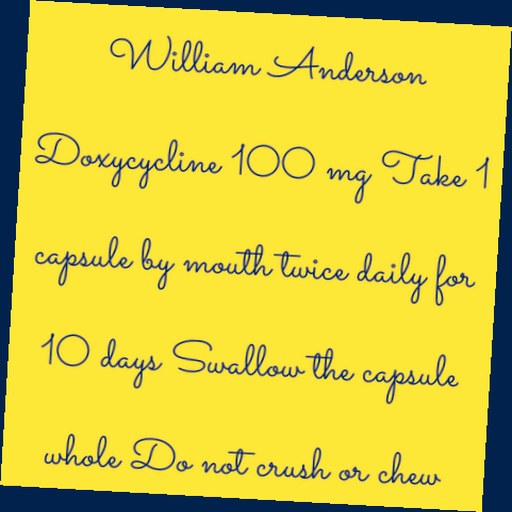 William Anderson
Doxycycline 100 mg Take 1
capsule by mouth twice daily for
10 days Swallow the capsule
whole Do not crush or chew